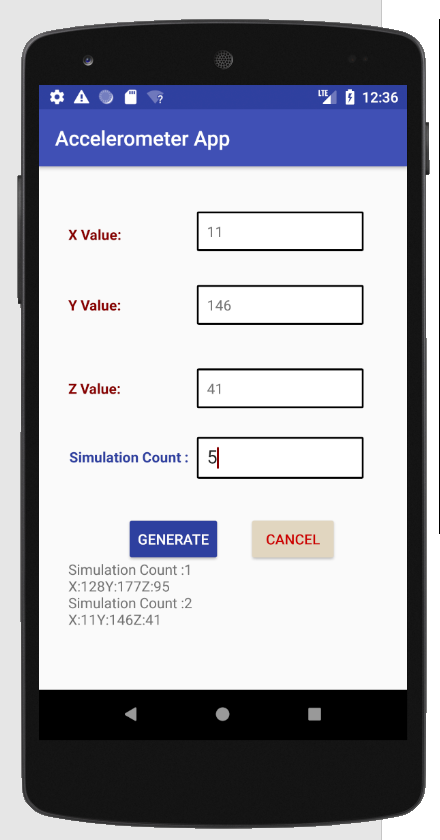 LTE 12:36
Accelerometer App
X Value: 11
Y Value: 146
Z Value: 41
Simulation Count : 5
GENERATE CANCEL
Simulation Count :1
X:128Y:177Z:95
Simulation Count :2
X:11Y:146Z:41